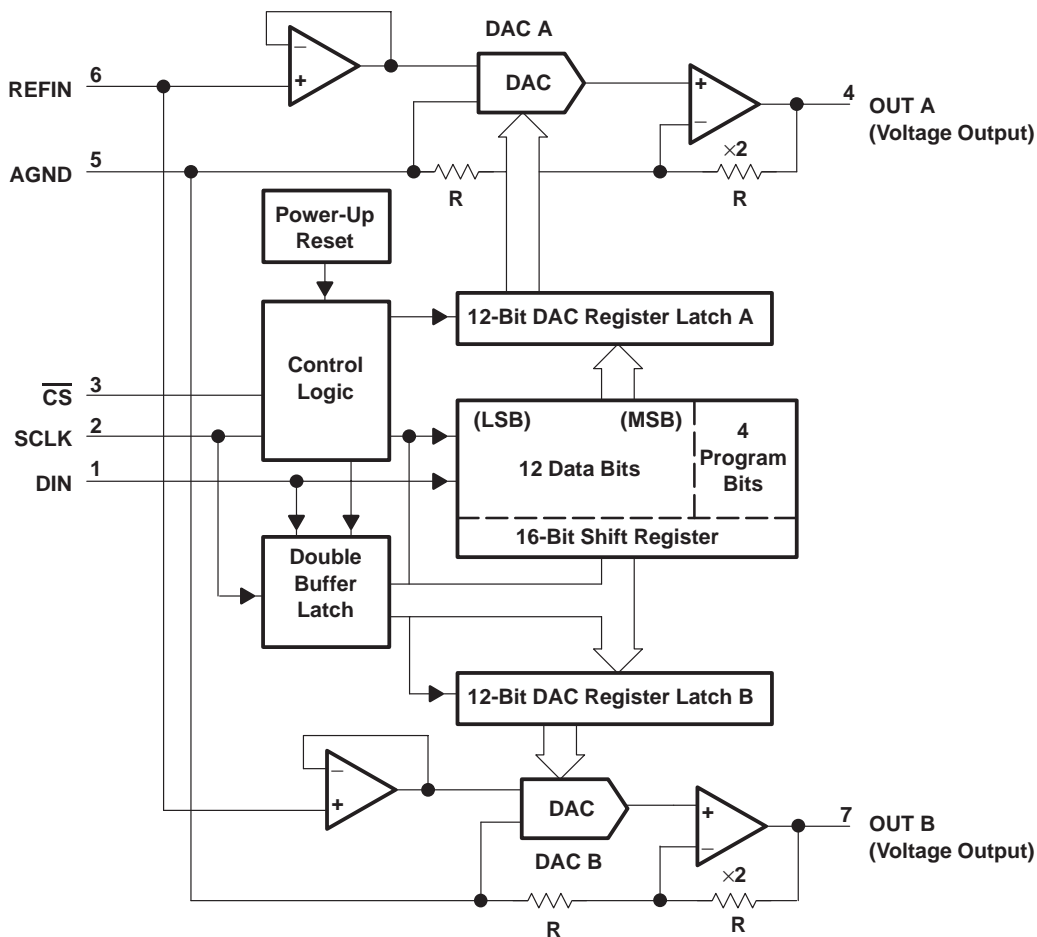 DAC A
6
REFIN
−
+
DAC
+
−
4
OUT A
(Voltage Output)
5
AGND
R
×2
R
Power-Up
Reset
12-Bit DAC Register Latch A
Control
Logic
CS
3
SCLK
2
DIN
1
(LSB)
(MSB)
12 Data Bits
4
Program
Bits
16-Bit Shift Register
Double
Buffer
Latch
12-Bit DAC Register Latch B
−
+
DAC
DAC B
+
−
7
OUT B
(Voltage Output)
R
×2
R